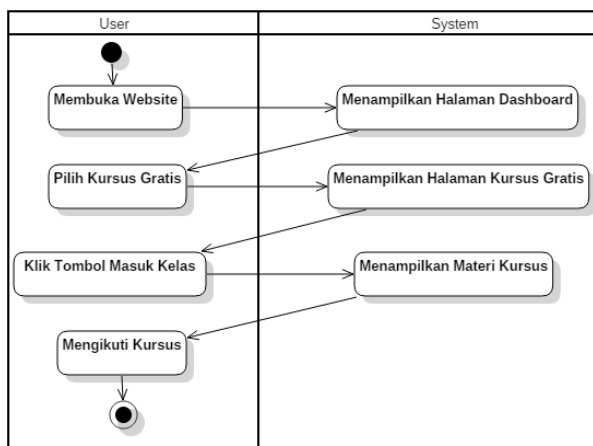 User
System
Membuka Website
Menampilkan Halaman Dashboard
Pilih Kursus Gratis
Menampilkan Halaman Kursus Gratis
Klik Tombol Masuk Kelas
Menampilkan Materi Kursus
Mengikuti Kursus